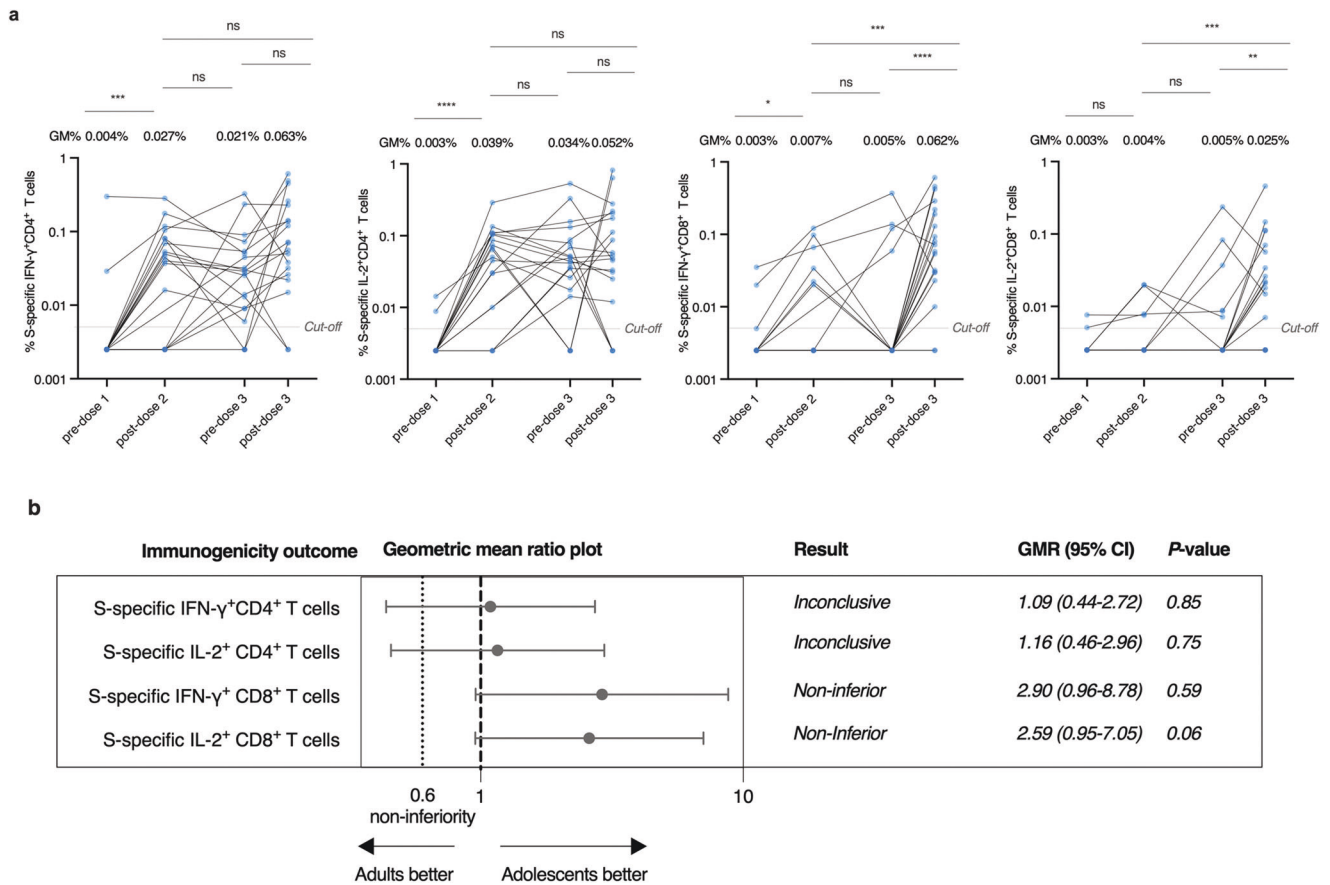 a
ns
ns
ns
***
GM% 0.004% 0.027% 0.021% 0.063%
% S-specific IFN-γ+CD4+ T cells
1
0.1
0.01
0.001
Cut-off
pre-dose 1
post-dose 2
pre-dose 3
post-dose 3
ns
ns
ns
****
GM% 0.003% 0.039% 0.034% 0.052%
% S-specific IL-2+CD4+ T cells
1
0.1
0.01
0.001
Cut-off
pre-dose 1
post-dose 2
pre-dose 3
post-dose 3
***
****
ns
*
GM% 0.003% 0.007% 0.005% 0.062%
% S-specific IFN-γ+CD8+ T cells
1
0.1
0.01
0.001
Cut-off
pre-dose 1
post-dose 2
pre-dose 3
post-dose 3
***
**
ns
ns
GM% 0.003% 0.004% 0.005% 0.025%
% S-specific IL-2+CD8+ T cells
1
0.1
0.01
0.001
Cut-off
pre-dose 1
post-dose 2
pre-dose 3
post-dose 3
b
Immunogenicity outcome Geometric mean ratio plot Result GMR (95% CI) P-value
S-specific IFN-γ+CD4+ T cells Inconclusive 1.09 (0.44-2.72) 0.85
S-specific IL-2+ CD4+ T cells Inconclusive 1.16 (0.46-2.96) 0.75
S-specific IFN-γ+ CD8+ T cells Non-inferior 2.90 (0.96-8.78) 0.59
S-specific IL-2+ CD8+ T cells Non-Inferior 2.59 (0.95-7.05) 0.06
0.6 1 10
non-inferiority
Adults better Adolescents better